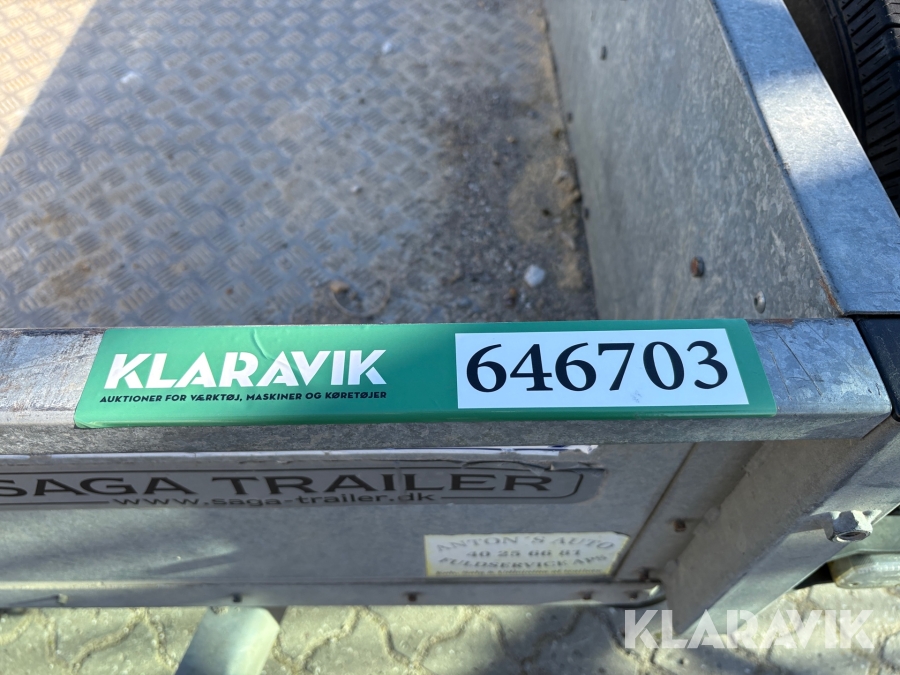 KLARAVIK
AUKTIONER FOR VÆRKTØJ, MASKINER OG KØRETØJER
646703
SAGA TRAILER
www.saga-trailer.dk
ANTON'S AUTO
40 25 66 81
FULDSERVICE APS
KLARAVIK